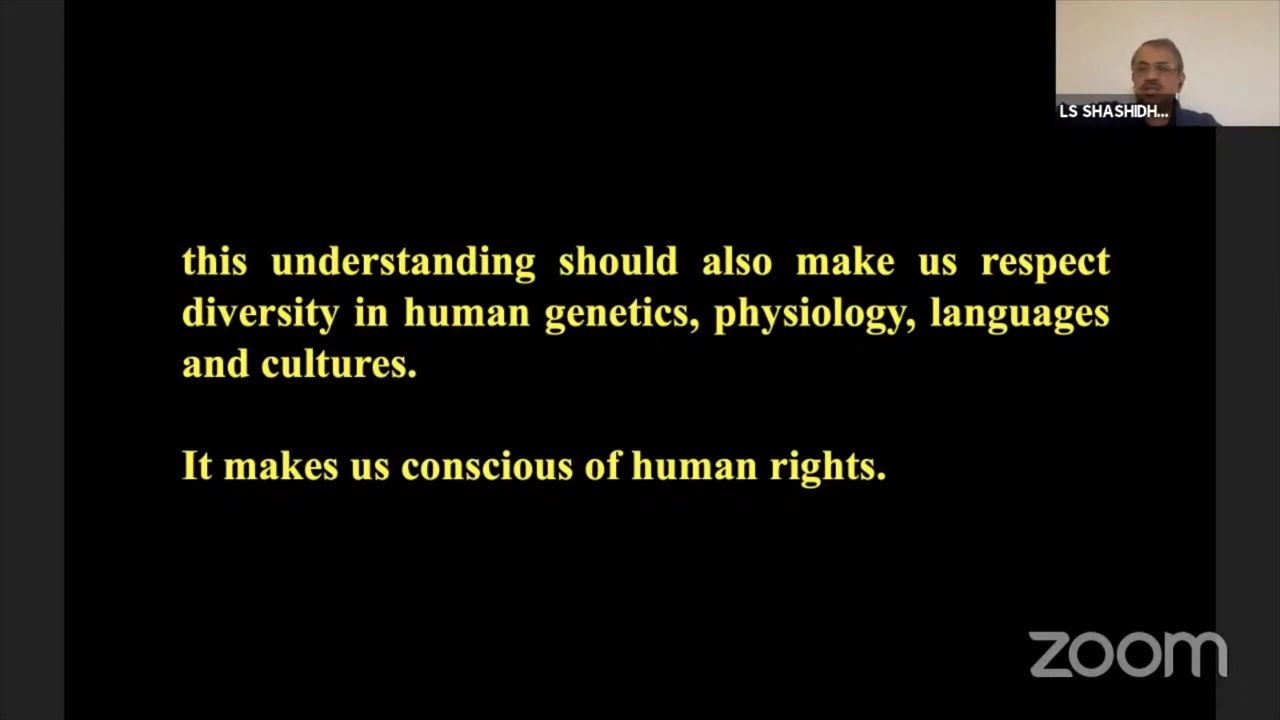 LS SHASHIDH...
this understanding should also make us respect
diversity in human genetics, physiology, languages
and cultures.
It makes us conscious of human rights.
zoom